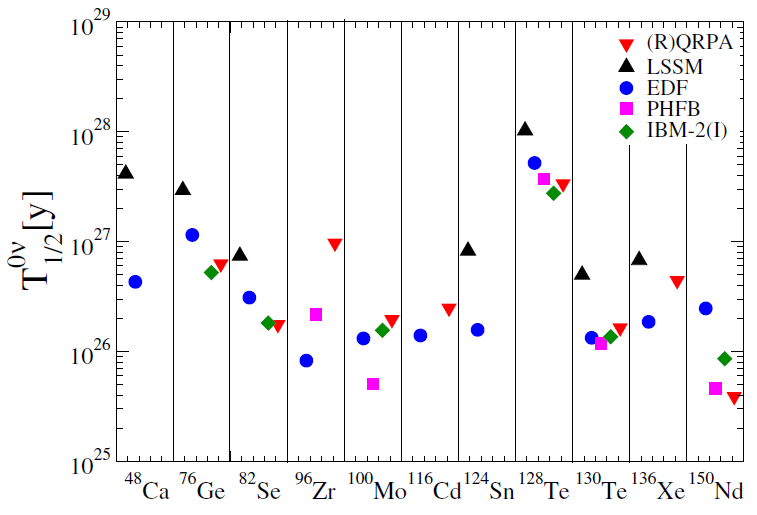 10^29
10^28
10^27
10^26
10^25
T^0ν_1/2 [y]
(R)QRPA
LSSM
EDF
PHFB
IBM-2(I)
^48Ca ^76Ge ^82Se ^96Zr ^100Mo ^116Cd ^124Sn ^128Te ^130Te ^136Xe ^150Nd